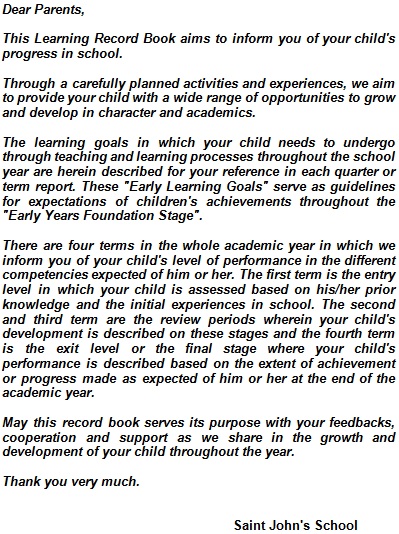 Dear Parents,
This Learning Record Book aims to inform you of your child's
progress in school.
Through a carefully planned activities and experiences, we aim
to provide your child with a wide range of opportunities to grow
and develop in character and academics.
The learning goals in which your child needs to undergo
through teaching and learning processes throughout the school
year are herein described for your reference in each quarter or
term report. These "Early Learning Goals" serve as guidelines
for expectations of children's achievements throughout the
"Early Years Foundation Stage".
There are four terms in the whole academic year in which we
inform you of your child's level of performance in the different
competencies expected of him or her. The first term is the entry
level in which your child is assessed based on his/her prior
knowledge and the initial experiences in school. The second
and third term are the review periods wherein your child's
development is described on these stages and the fourth term
is the exit level or the final stage where your child's
performance is described based on the extent of achievement
or progress made as expected of him or her at the end of the
academic year.
May this record book serves its purpose with your feedbacks,
cooperation and support as we share in the growth and
development of your child throughout the year.
Thank you very much.
Saint John's School